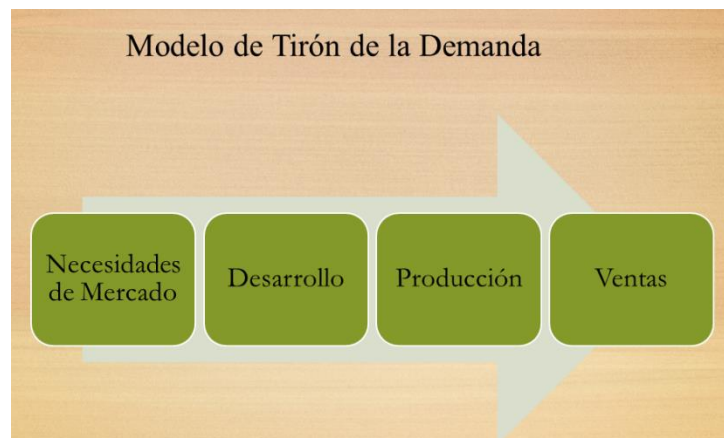 Modelo de Tirón de la Demanda
Necesidades
de Mercado
Desarrollo
Producción
Ventas